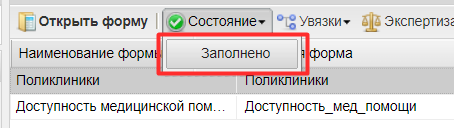 Открыть форму Состояние Увязки Экспертиза
Заполнено
Наименование формы я форма
Поликлиники Поликлиники
Доступность медицинской пом... Доступность_мед_помощи